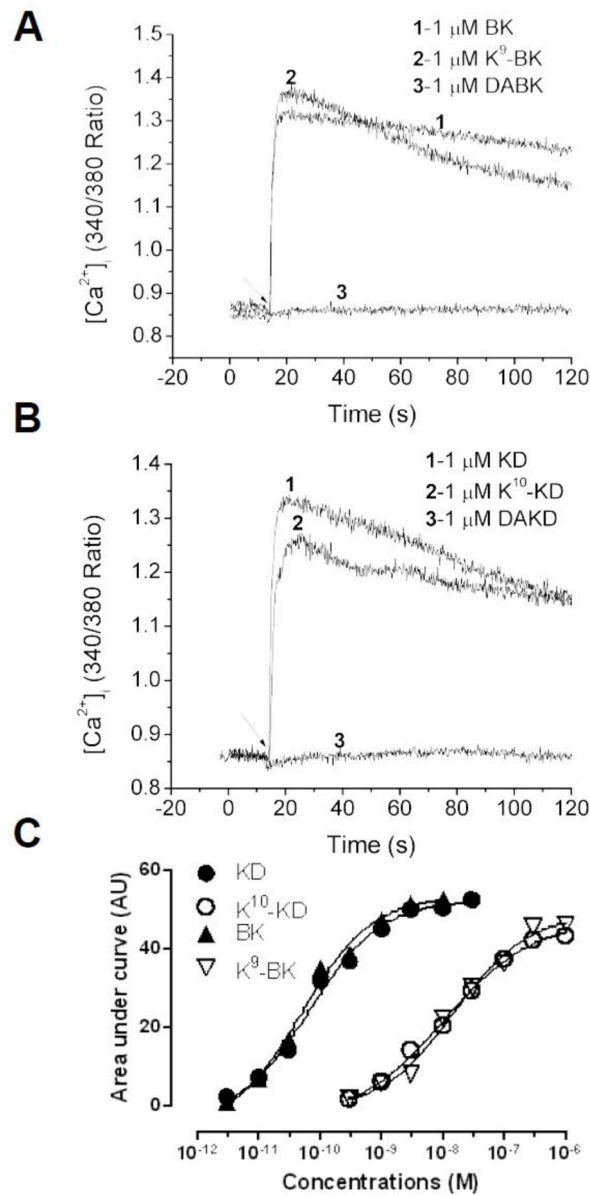 A
1-1 μM BK
2-1 μM K⁹-BK
3-1 μM DABK
1.5
1.4
1.3
1.2
1.1
1.0
0.9
0.8
2
1
3
[Ca²⁺]ᵢ (340/380 Ratio)
-20 0 20 40 60 80 100 120
Time (s)
B
1-1 μM KD
2-1 μM K¹⁰-KD
3-1 μM DAKD
1.4
1.3
1.2
1.1
1.0
0.9
0.8
1
2
3
[Ca²⁺]ᵢ (340/380 Ratio)
-20 0 20 40 60 80 100 120
Time (s)
C
KD
K¹⁰-KD
BK
K⁹-BK
60
40
20
0
Area under curve (AU)
10⁻¹² 10⁻¹¹ 10⁻¹⁰ 10⁻⁹ 10⁻⁸ 10⁻⁷ 10⁻⁶
Concentrations (M)